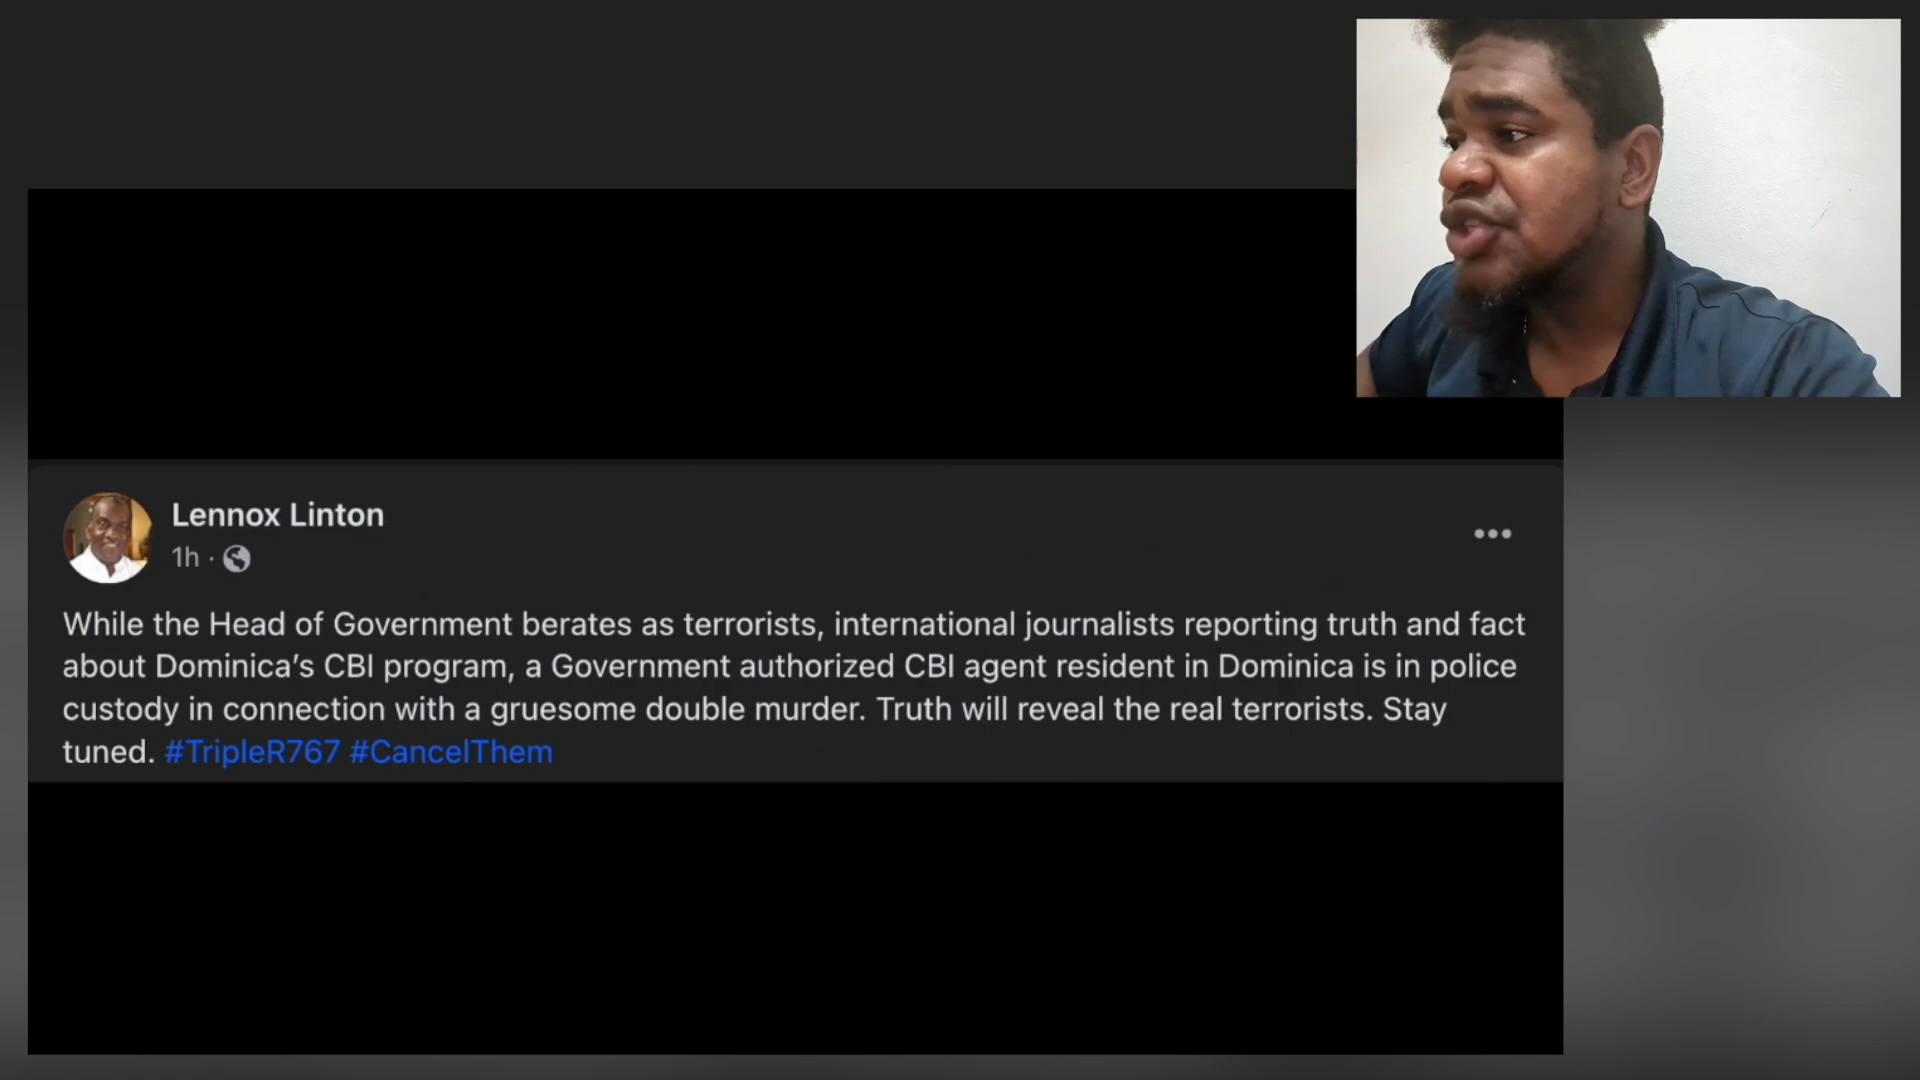 Lennox Linton
1h ·
While the Head of Government berates as terrorists, international journalists reporting truth and fact
about Dominica’s CBI program, a Government authorized CBI agent resident in Dominica is in police
custody in connection with a gruesome double murder. Truth will reveal the real terrorists. Stay
tuned. #TripleR767 #CancelThem